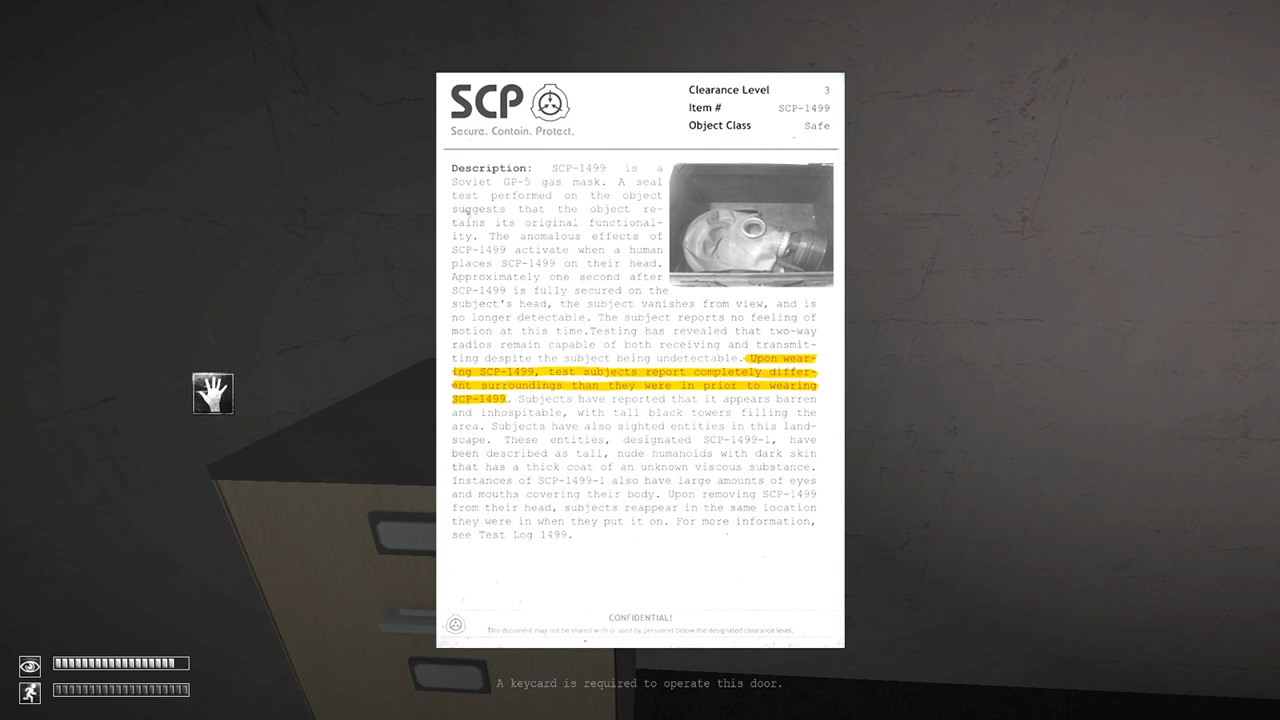 SCP
Secure. Contain. Protect.
Clearance Level 3
Item # SCP-1499
Object Class Safe
Description: SCP-1499 is a
Soviet GP-5 gas mask. A seal
test performed on the object
suggests that the object re-
tains its original functional-
ity. The anomalous effects of
SCP-1499 activate when a human
places SCP-1499 on their head.
Approximately one second after
SCP-1499 is fully secured on the
subject's head, the subject vanishes from view, and is
no longer detectable. The subject reports no feeling of
motion at this time.Testing has revealed that two-way
radios remain capable of both receiving and transmit-
ting despite the subject being undetectable. Upon wear-
ing SCP-1499, test subjects report completely differ-
ent surroundings than they were in prior to wearing
SCP-1499. Subjects have reported that it appears barren
and inhospitable, with tall black towers filling the
area. Subjects have also sighted entities in this land-
scape. These entities, designated SCP-1499-1, have
been described as tall, nude humanoids with dark skin
that has a thick coat of an unknown viscous substance.
Instances of SCP-1499-1 also have large amounts of eyes
and mouths covering their body. Upon removing SCP-1499
from their head, subjects reappear in the same location
they were in when they put it on. For more information,
see Test Log 1499.
CONFIDENTIAL!
This document may not be shared with or used by personnel below the designated clearance level.
A keycard is required to operate this door.